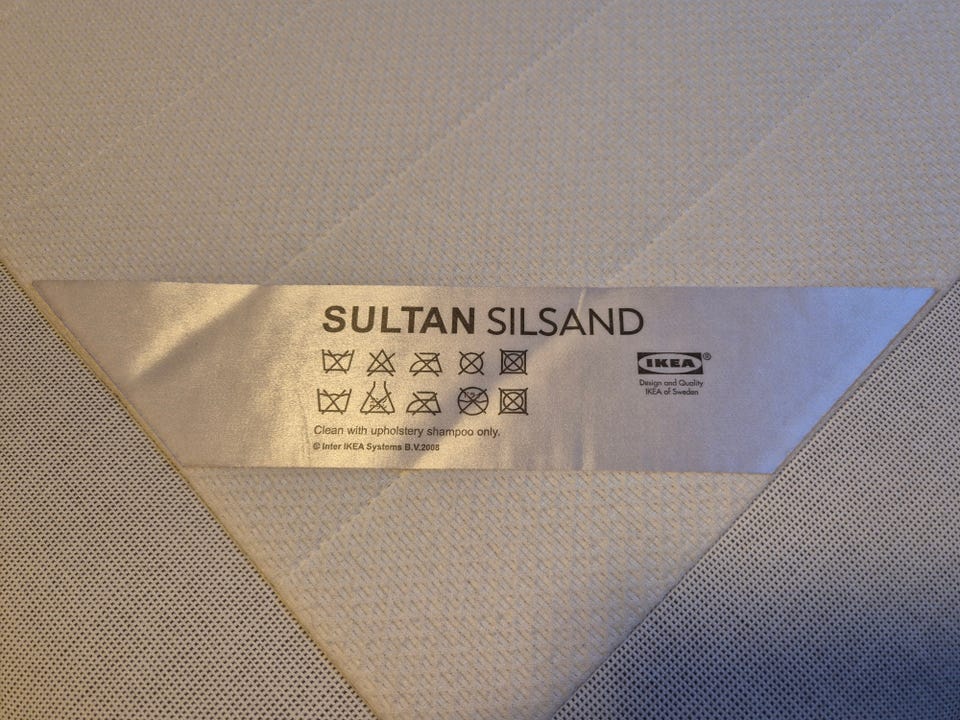 SULTAN SILSAND
IKEA®
Design and Quality
IKEA of Sweden
Clean with upholstery shampoo only.
© Inter IKEA Systems B.V.2008